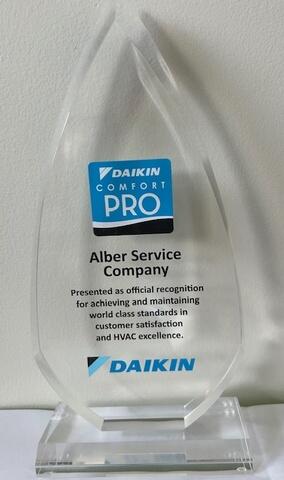 DAIKIN
COMFORT
PRO
Alber Service
Company
Presented as official recognition
for achieving and maintaining
world class standards in
customer satisfaction
and HVAC excellence.
DAIKIN